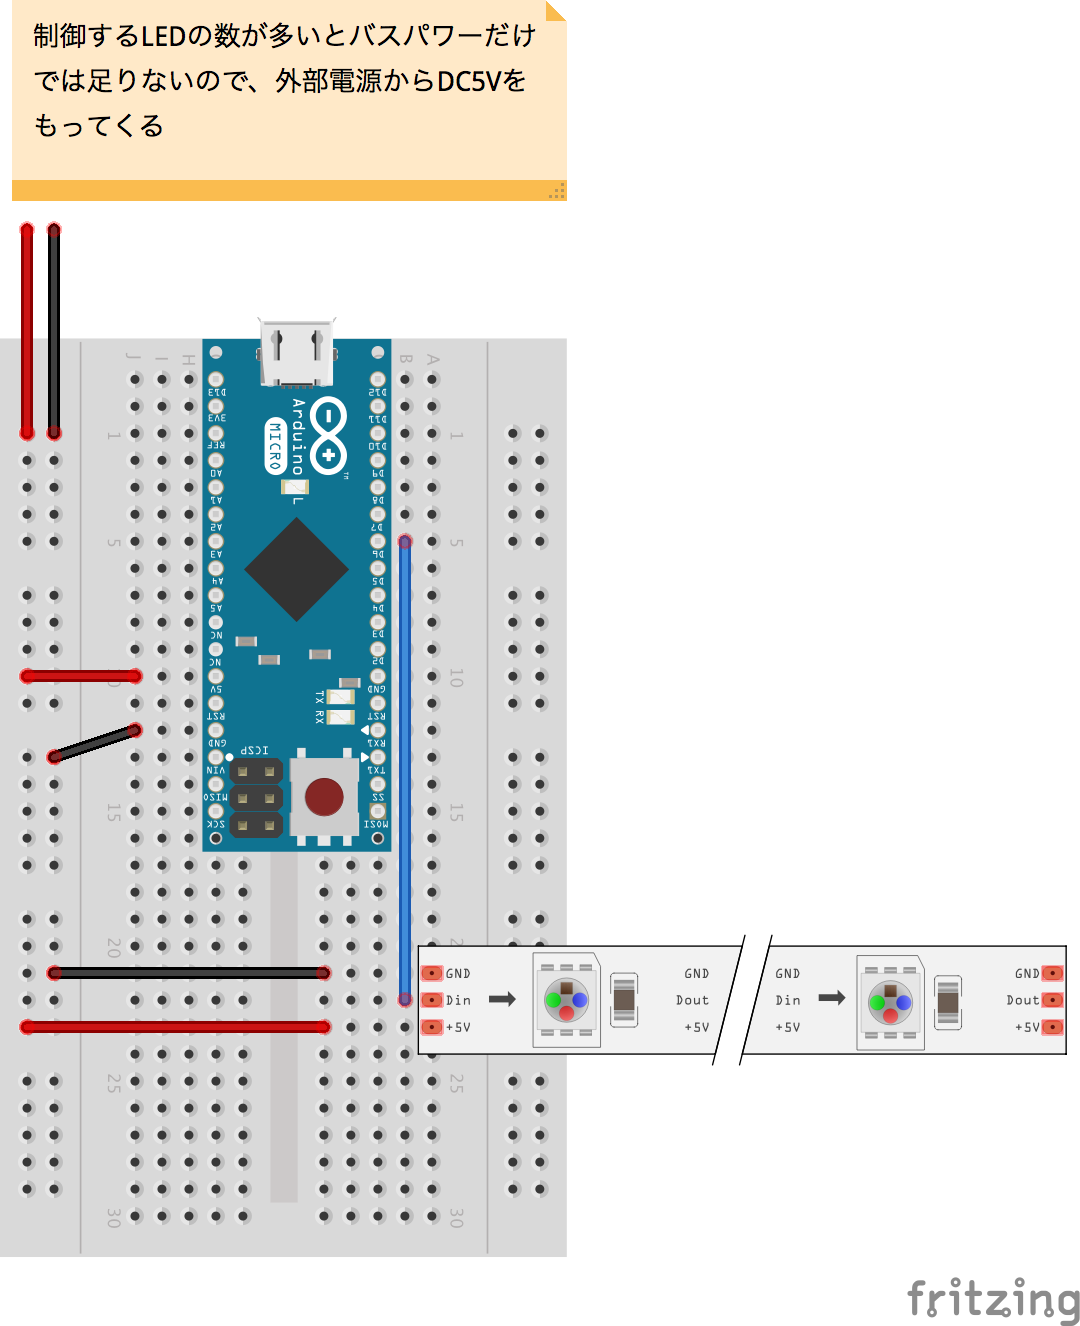 制御するLEDの数が多いとバスパワーだけ
では足りないので、外部電源からDC5Vを
もってくる
J I H B A
1 1
5 5
10
15 15
20
25 25
30 30
D13 D12
3V3 D11
REF D10
A0 D9
A1 D8
A2 D7
A3 D6
A4 D5
A5 D4
NC D3
NC D2
5V GND
RST RST
GND RX1
VIN TX1
MISO SS
SCK MOSI
Arduino
MICRO
TM
L
TX
RX
ICSP
GND GND GND GND
Din Dout Din Dout
+5V +5V +5V +5V
fritzing